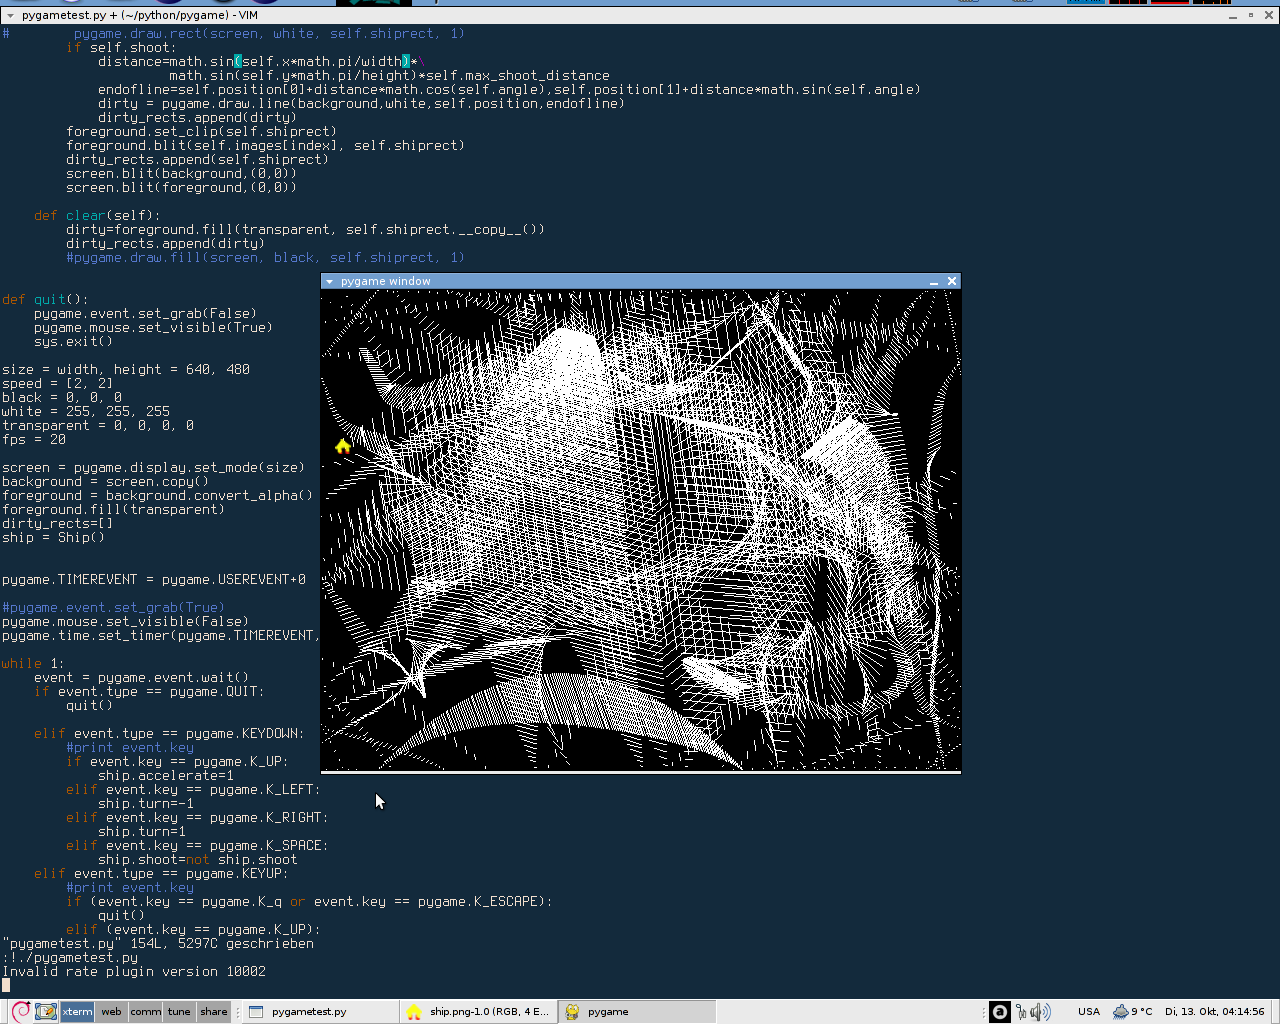 pygametest.py + (~/python/pygame) - VIM
#        pygame.draw.rect(screen, white, self.shiprect, 1)
        if self.shoot:
            distance=math.sin(self.x*math.pi/width)*\
                     math.sin(self.y*math.pi/height)*self.max_shoot_distance
            endofline=self.position[0]+distance*math.cos(self.angle),self.position[1]+distance*math.sin(self.angle)
            dirty = pygame.draw.line(background,white,self.position,endofline)
            dirty_rects.append(dirty)
        foreground.set_clip(self.shiprect)
        foreground.blit(self.images[index], self.shiprect)
        dirty_rects.append(self.shiprect)
        screen.blit(background,(0,0))
        screen.blit(foreground,(0,0))
    def clear(self):
        dirty=foreground.fill(transparent, self.shiprect.__copy__())
        dirty_rects.append(dirty)
        #pygame.draw.fill(screen, black, self.shiprect, 1)
pygame window
def quit():
    pygame.event.set_grab(False)
    pygame.mouse.set_visible(True)
    sys.exit()
size = width, height = 640, 480
speed = [2, 2]
black = 0, 0, 0
white = 255, 255, 255
transparent = 0, 0, 0, 0
fps = 20
screen = pygame.display.set_mode(size)
background = screen.copy()
foreground = background.convert_alpha()
foreground.fill(transparent)
dirty_rects=[]
ship = Ship()
pygame.TIMEREVENT = pygame.USEREVENT+0
#pygame.event.set_grab(True)
pygame.mouse.set_visible(False)
pygame.time.set_timer(pygame.TIMEREVENT,
while 1:
    event = pygame.event.wait()
    if event.type == pygame.QUIT:
        quit()
    elif event.type == pygame.KEYDOWN:
        #print event.key
        if event.key == pygame.K_UP:
            ship.accelerate=1
        elif event.key == pygame.K_LEFT:
            ship.turn=-1
        elif event.key == pygame.K_RIGHT:
            ship.turn=1
        elif event.key == pygame.K_SPACE:
            ship.shoot=not ship.shoot
    elif event.type == pygame.KEYUP:
        #print event.key
        if (event.key == pygame.K_q or event.key == pygame.K_ESCAPE):
            quit()
        elif (event.key == pygame.K_UP):
"pygametest.py" 154L, 5297C geschrieben
:!./pygametest.py
Invalid rate plugin version 10002
xterm web comm tune share pygametest.py ship.png-1.0 (RGB, 4 E... pygame USA 9 °C Di, 13. Okt, 04:14:56